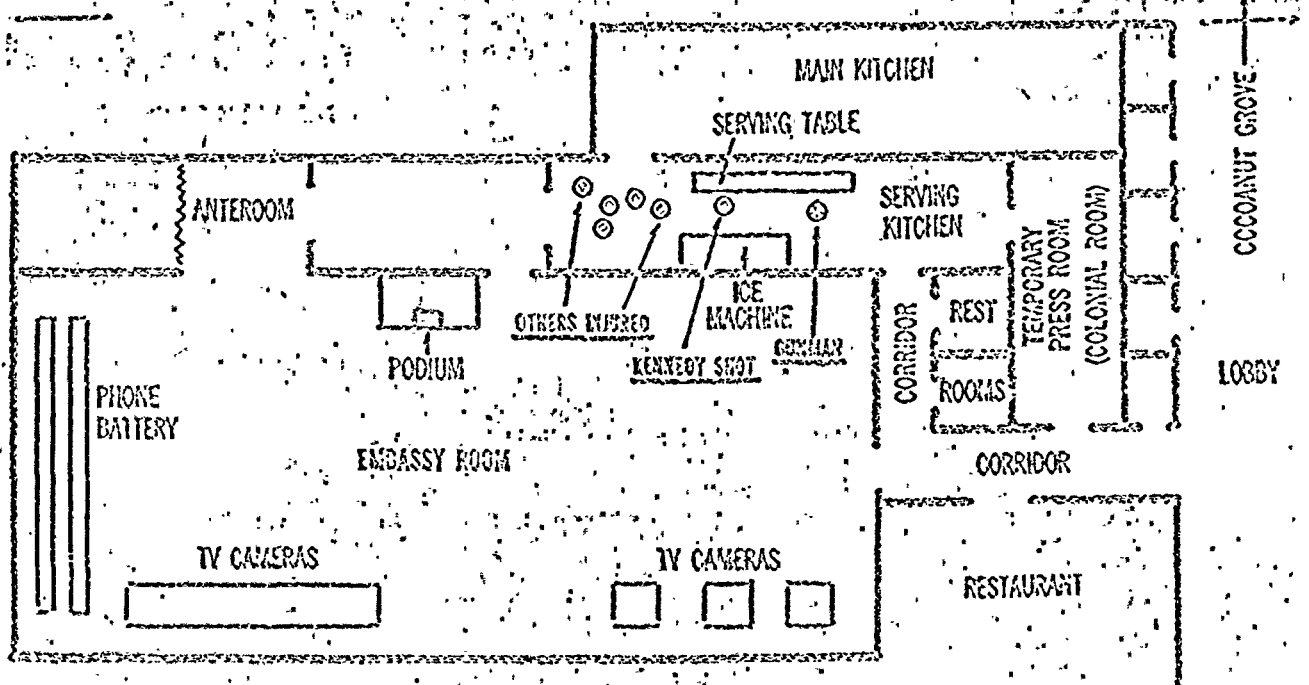 MAIN KITCHEN
SERVING TABLE
COCOANUT GROVE
ANTEROOM
SERVING
KITCHEN
TEMPORARY
PRESS ROOM
(COLONIAL ROOM)
ICE
MACHINE
OTHERS INJURED
KENNEDY SHOT
GUNMAN
CORRIDOR
REST
ROOMS
PODIUM
LOBBY
PHONE
BATTERY
EMBASSY ROOM
CORRIDOR
TV CAMERAS
TV CAMERAS
RESTAURANT